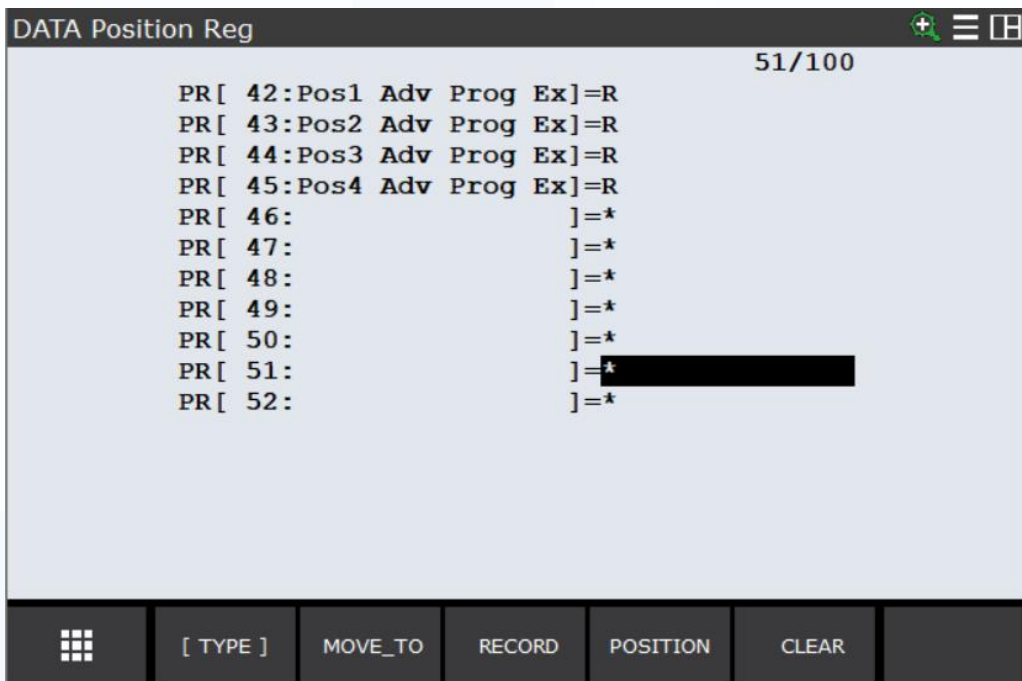 DATA Position Reg
51/100
PR[ 42:Pos1 Adv Prog Ex]=R
PR[ 43:Pos2 Adv Prog Ex]=R
PR[ 44:Pos3 Adv Prog Ex]=R
PR[ 45:Pos4 Adv Prog Ex]=R
PR[ 46:                ]=*
PR[ 47:                ]=*
PR[ 48:                ]=*
PR[ 49:                ]=*
PR[ 50:                ]=*
PR[ 51:                ]=*
PR[ 52:                ]=*
[ TYPE ] MOVE_TO RECORD POSITION CLEAR